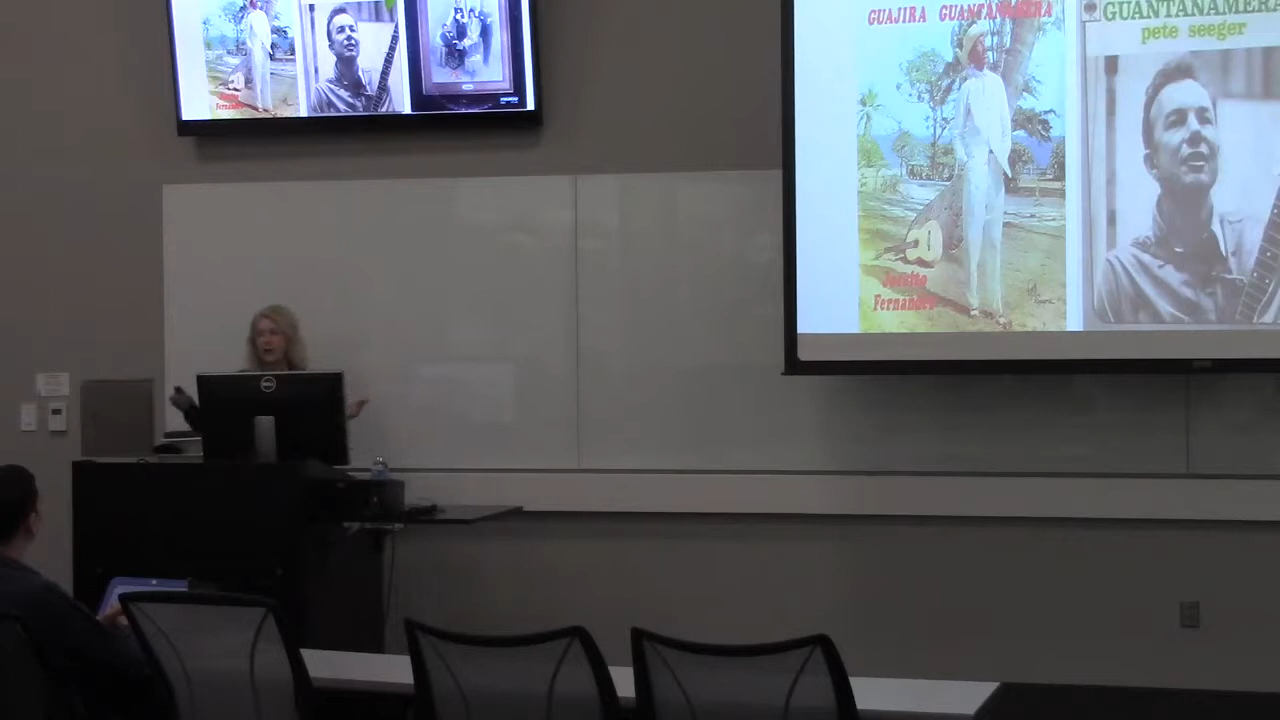 GUAJIRA GUANTANAMERA
Joseito
Fernandez
GUANTANAMERA
pete seeger
DELL